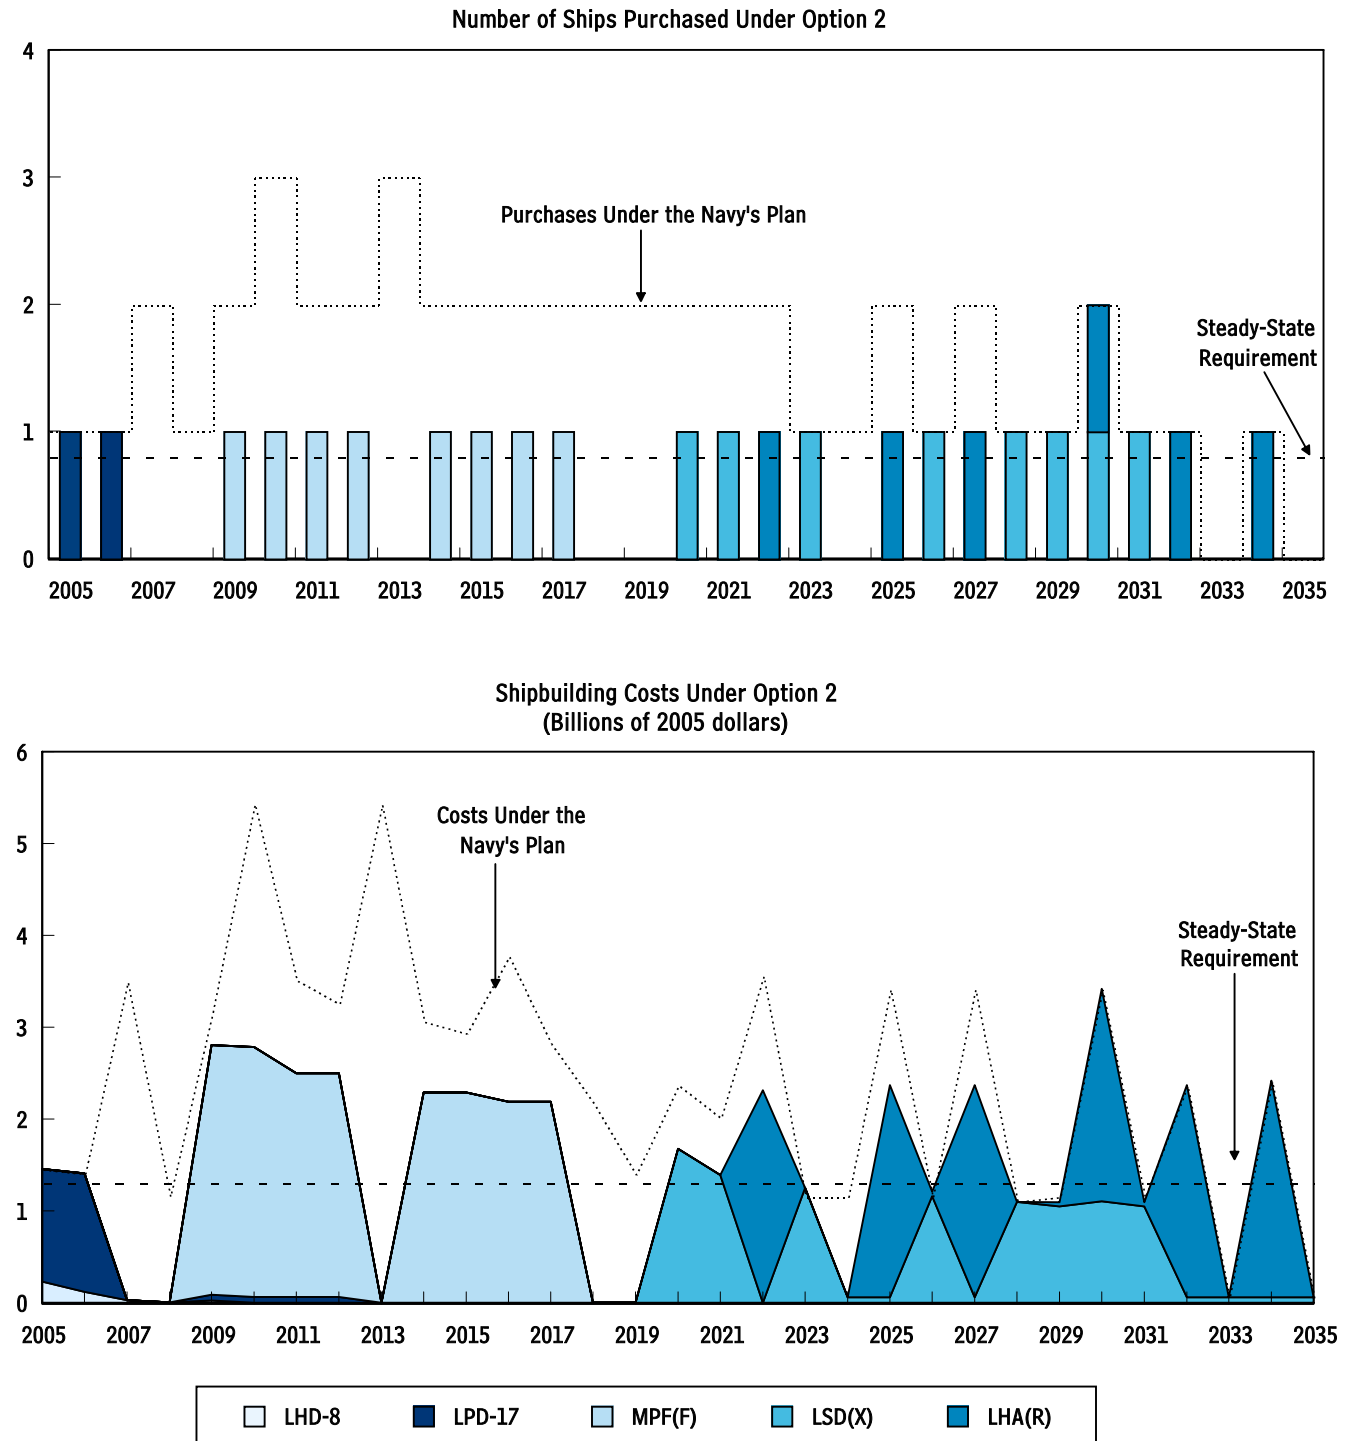 Number of Ships Purchased Under Option 2
4
3
Purchases Under the Navy's Plan
2
Steady-State
Requirement
1
0
2005 2007 2009 2011 2013 2015 2017 2019 2021 2023 2025 2027 2029 2031 2033 2035
Shipbuilding Costs Under Option 2
(Billions of 2005 dollars)
6
Costs Under the
Navy's Plan
5
4
Steady-State
Requirement
3
2
1
0
2005 2007 2009 2011 2013 2015 2017 2019 2021 2023 2025 2027 2029 2031 2033 2035
LHD-8 LPD-17 MPF(F) LSD(X) LHA(R)